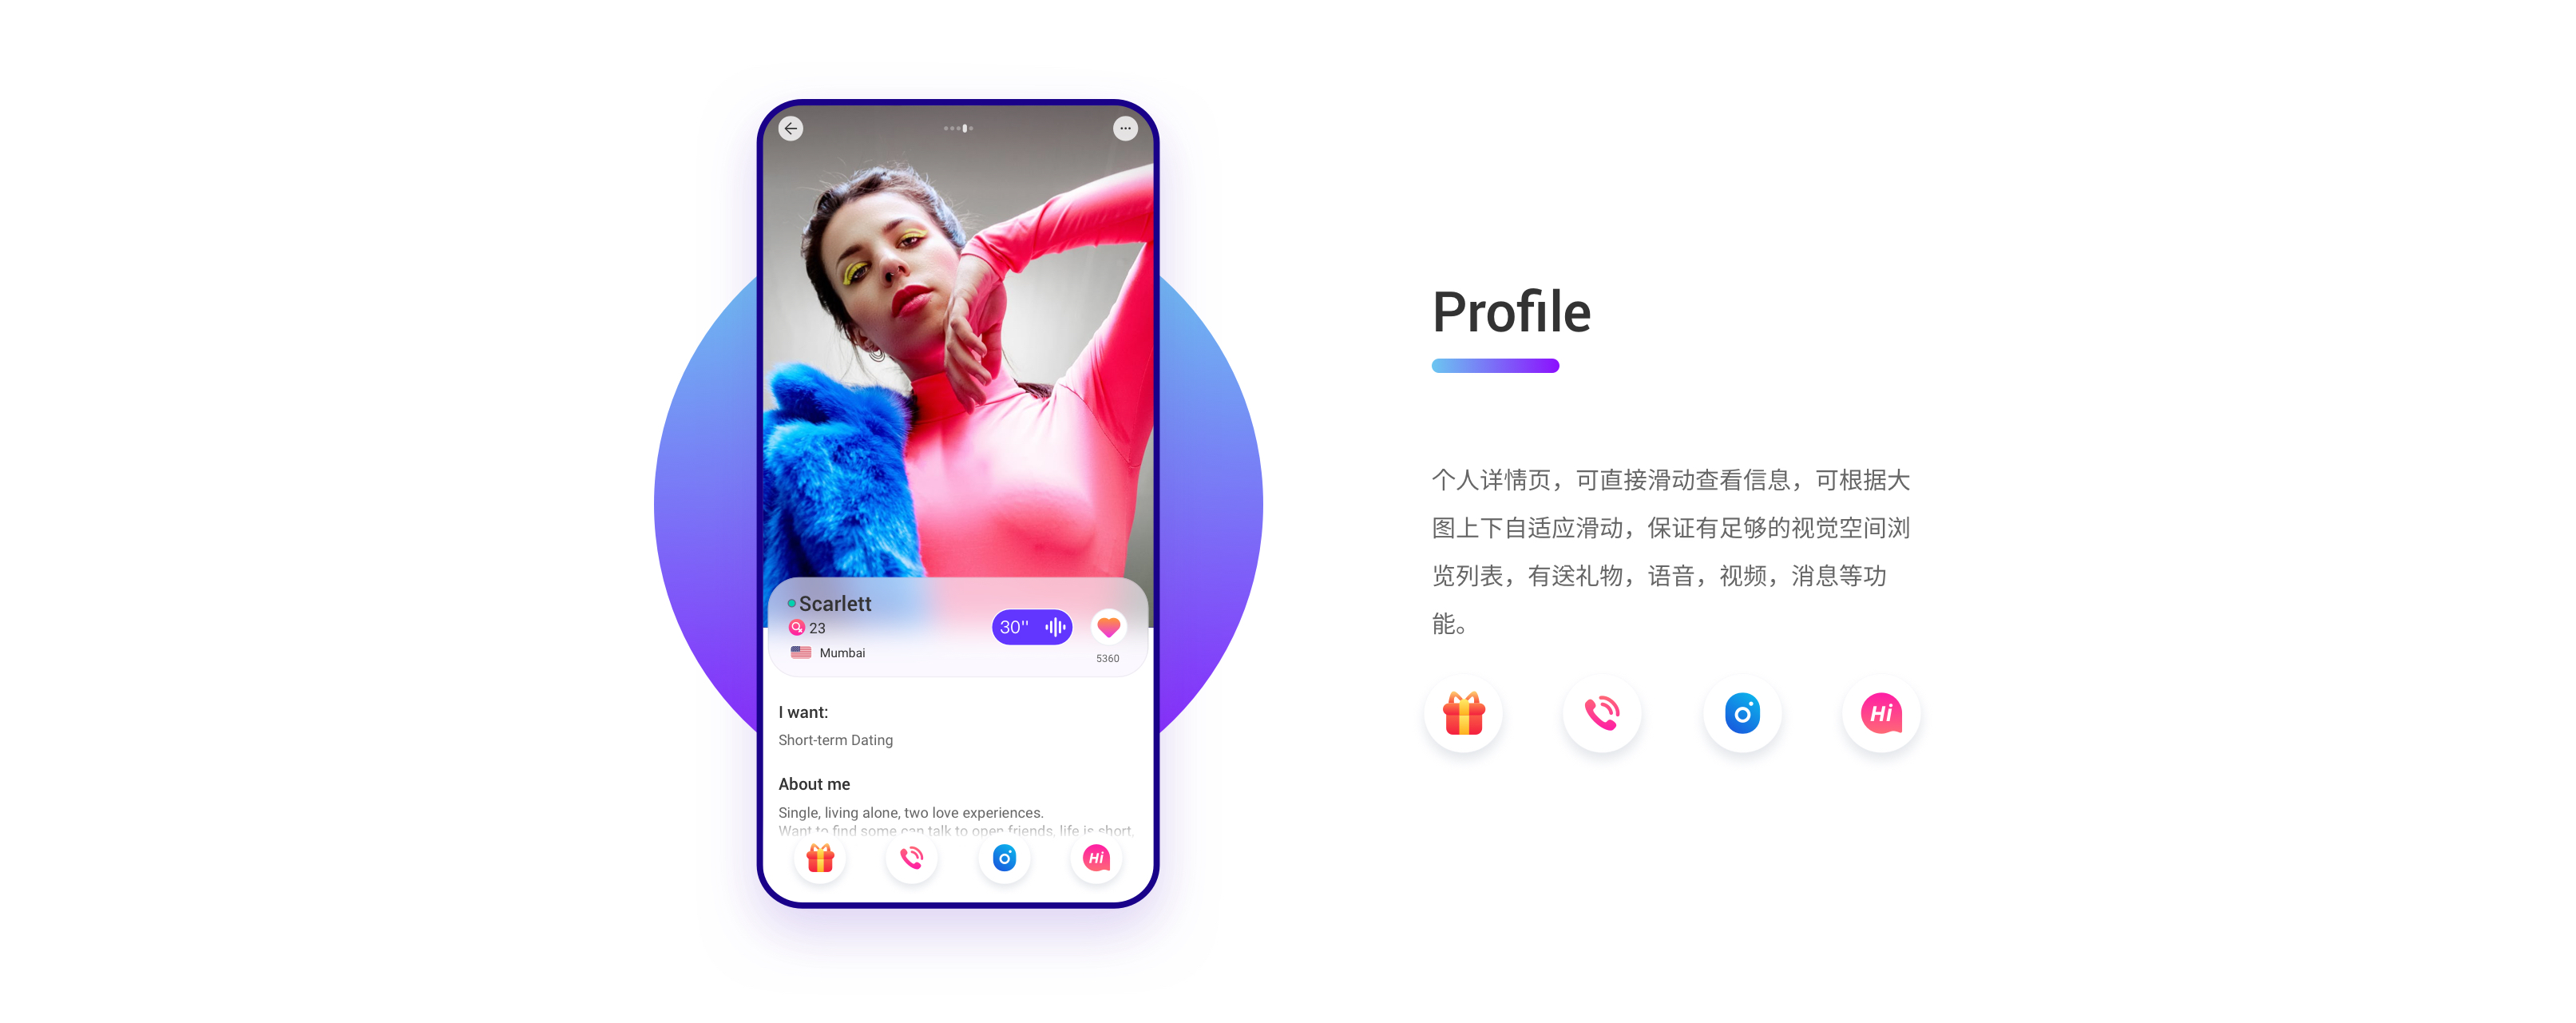 Scarlett
23
Mumbai
30''
5360
I want:
Short-term Dating
About me
Single, living alone, two love experiences.
Want to find some can talk to open friends, life is short,
Hi
Profile
个人详情页，可直接滑动查看信息，可根据大
图上下自适应滑动，保证有足够的视觉空间浏
览列表，有送礼物，语音，视频，消息等功
能。
Hi